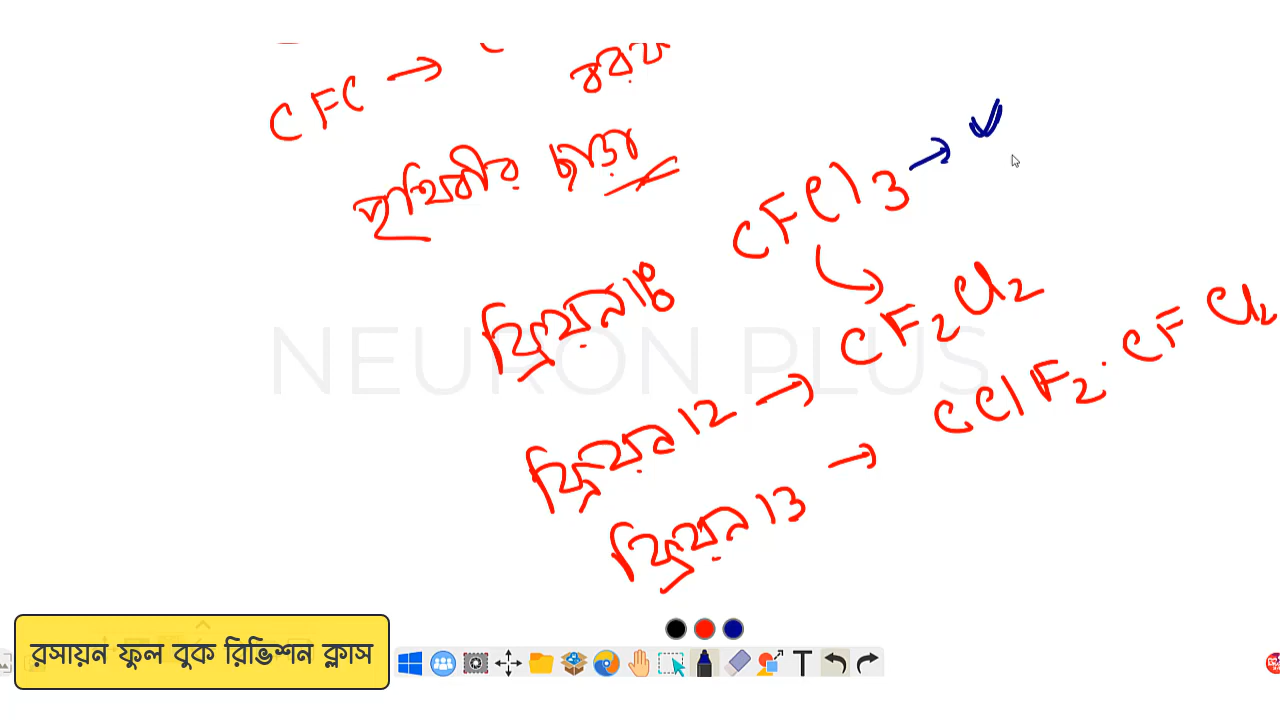 CFC →
পৃথিবীর ছাড়া
CFCl3 →
ফ্রিয়ন
CF2Cl2
ফ্রিয়ন 12 →
CClF2·CFCl2
ফ্রিয়ন 13 →
NEURON PLUS
রসায়ন ফুল বুক রিভিশন ক্লাস